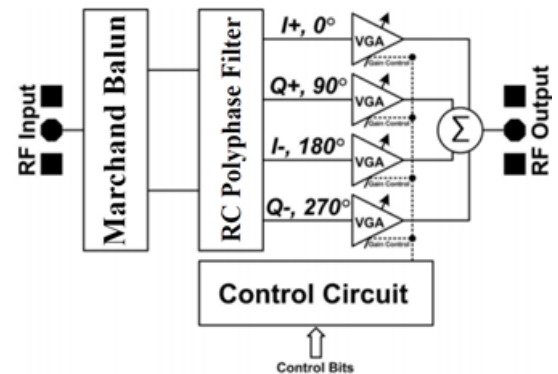 RF Input
Marchand Balun
RC Polyphase Filter
I+, 0°
VGA
Gain Control
Q+, 90°
VGA
Gain Control
I-, 180°
VGA
Gain Control
Q-, 270°
VGA
Gain Control
Σ
RF Output
Control Circuit
Control Bits